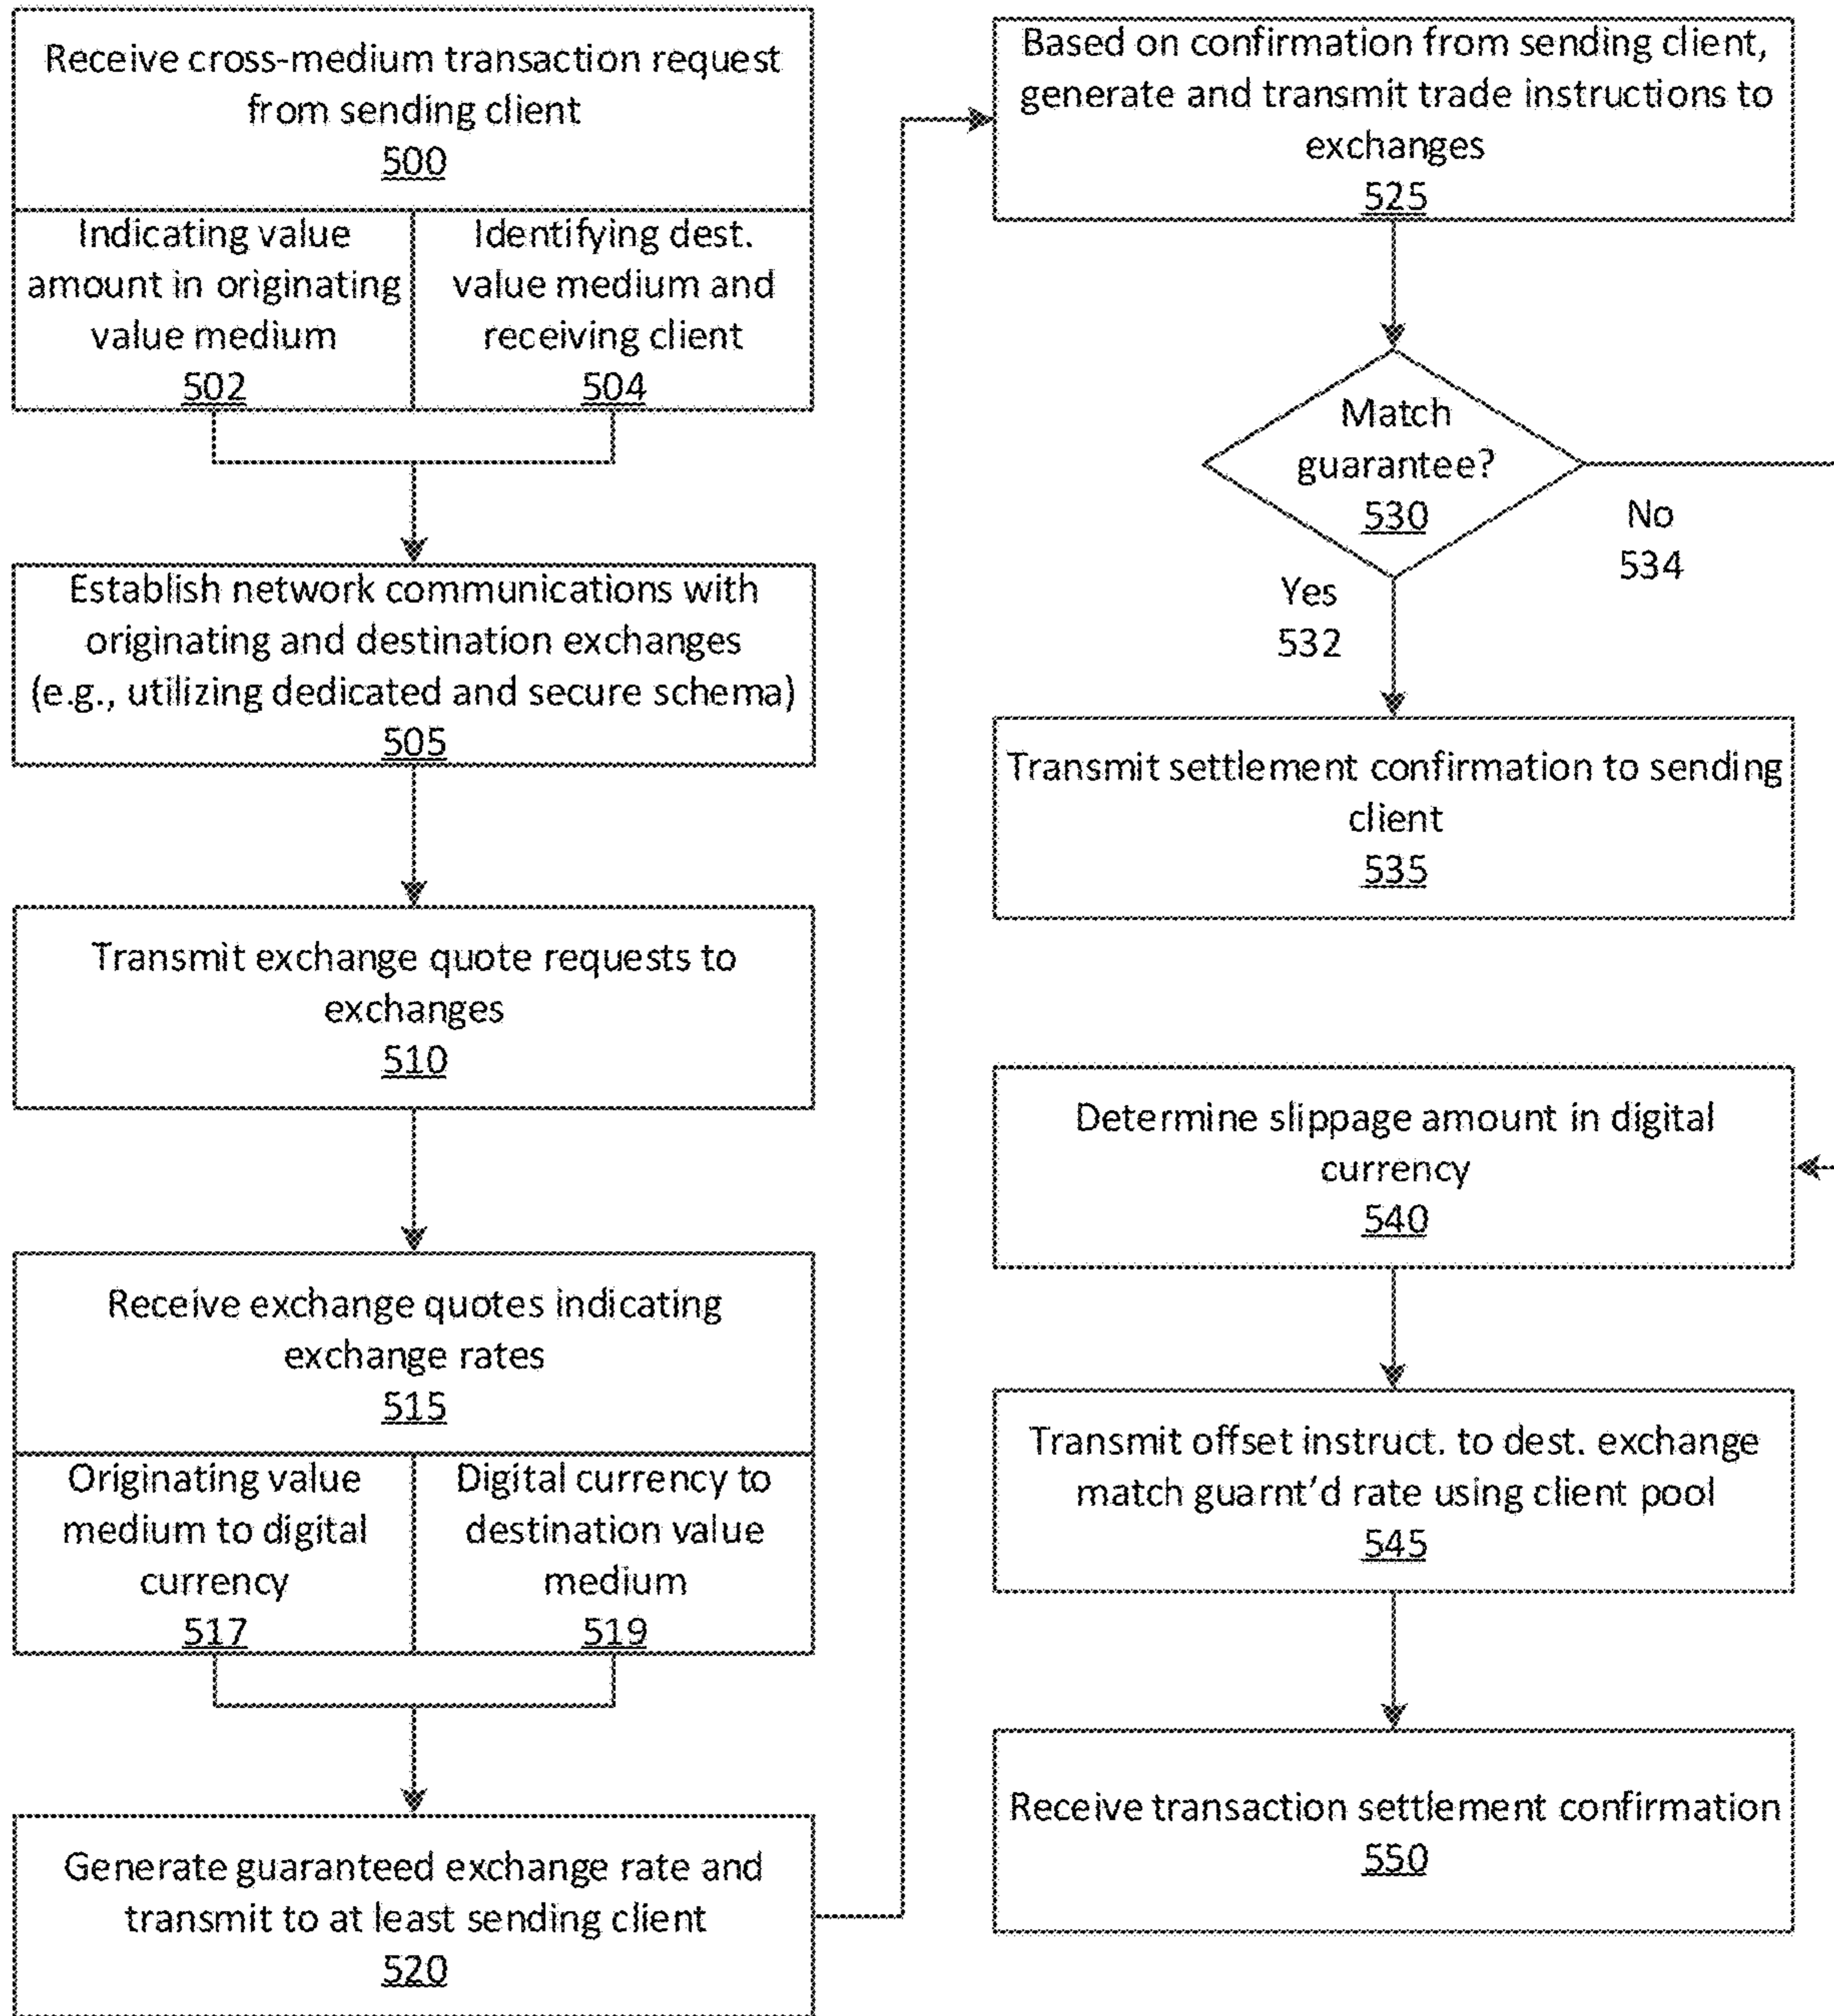 Receive cross-medium transaction request
from sending client
500
Indicating value
amount in originating
value medium
502
Identifying dest.
value medium and
receiving client
504
Establish network communications with
originating and destination exchanges
(e.g., utilizing dedicated and secure schema)
505
Transmit exchange quote requests to
exchanges
510
Receive exchange quotes indicating
exchange rates
515
Originating value
medium to digital
currency
517
Digital currency to
destination value
medium
519
Generate guaranteed exchange rate and
transmit to at least sending client
520
Based on confirmation from sending client,
generate and transmit trade instructions to
exchanges
525
Match
guarantee?
530
No
534
Yes
532
Transmit settlement confirmation to sending
client
535
Determine slippage amount in digital
currency
540
Transmit offset instruct. to dest. exchange
match guarnt'd rate using client pool
545
Receive transaction settlement confirmation
550